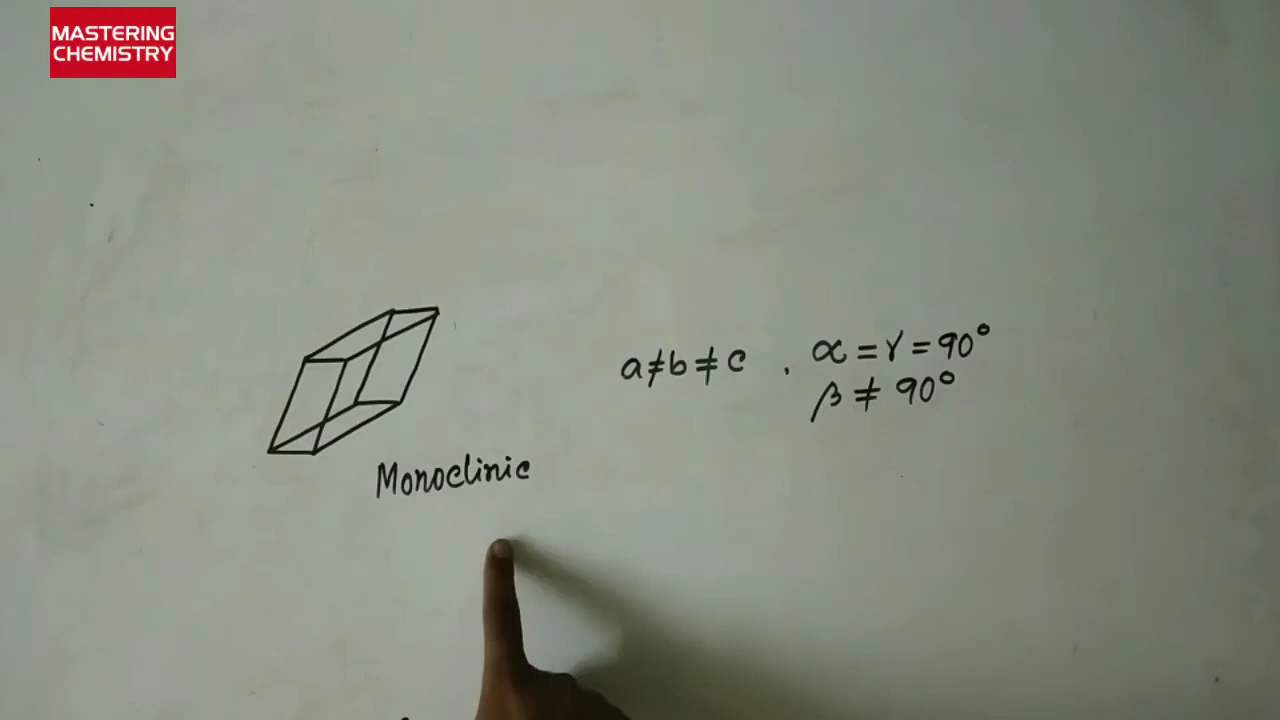 MASTERING
CHEMISTRY
a≠b≠c , α=γ=90°
β≠90°
Monoclinic